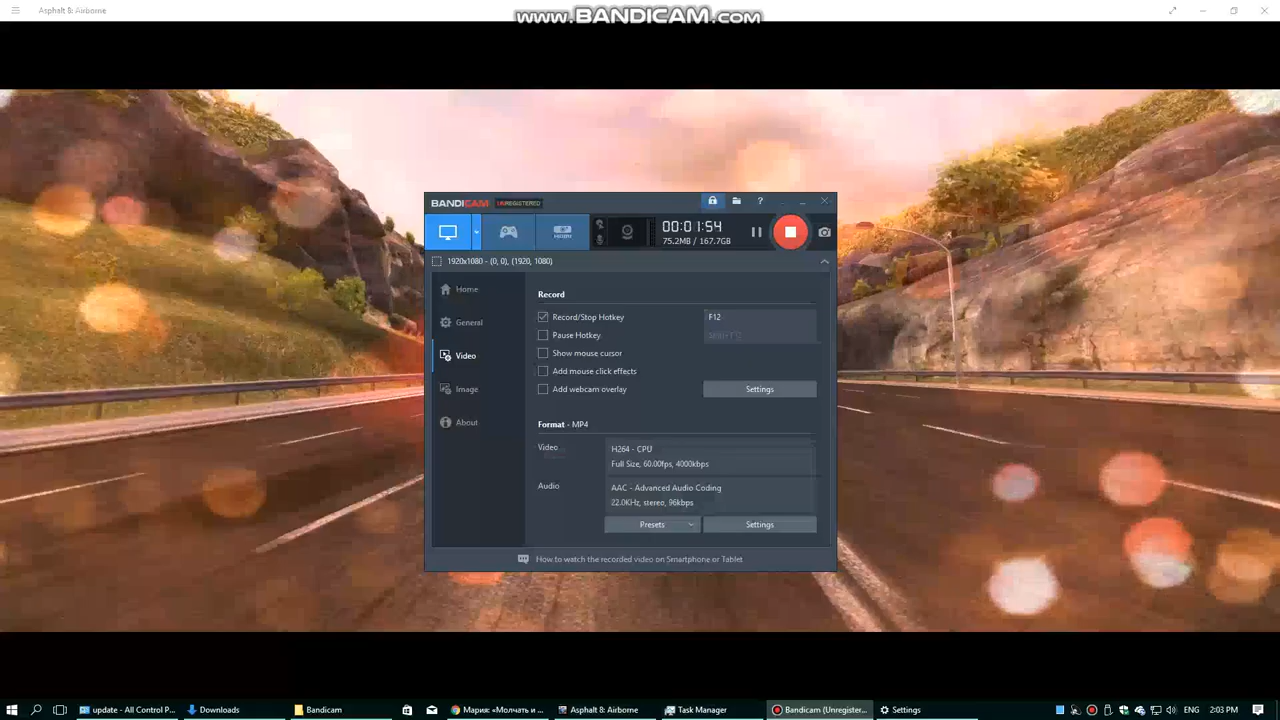 Asphalt 8: Airborne
www.BANDICAM.com
BANDICAM UNREGISTERED
?
00:01:54
75.2MB / 167.7GB
1920x1080 - (0, 0), (1920, 1080)
Home
General
Video
Image
About
Record
Record/Stop Hotkey F12
Pause Hotkey
Show mouse cursor
Add mouse click effects
Add webcam overlay Settings
Format - MP4
Video H264 - CPU
Full Size, 60.00fps, 4000kbps
Audio AAC - Advanced Audio Coding
22.0KHz, stereo, 96kbps
Presets Settings
How to watch the recorded video on Smartphone or Tablet
update - All Control P... Downloads Bandicam Мария: «Молчать и ... Asphalt 8: Airborne Task Manager Bandicam (Unregister... Settings ENG 2:03 PM